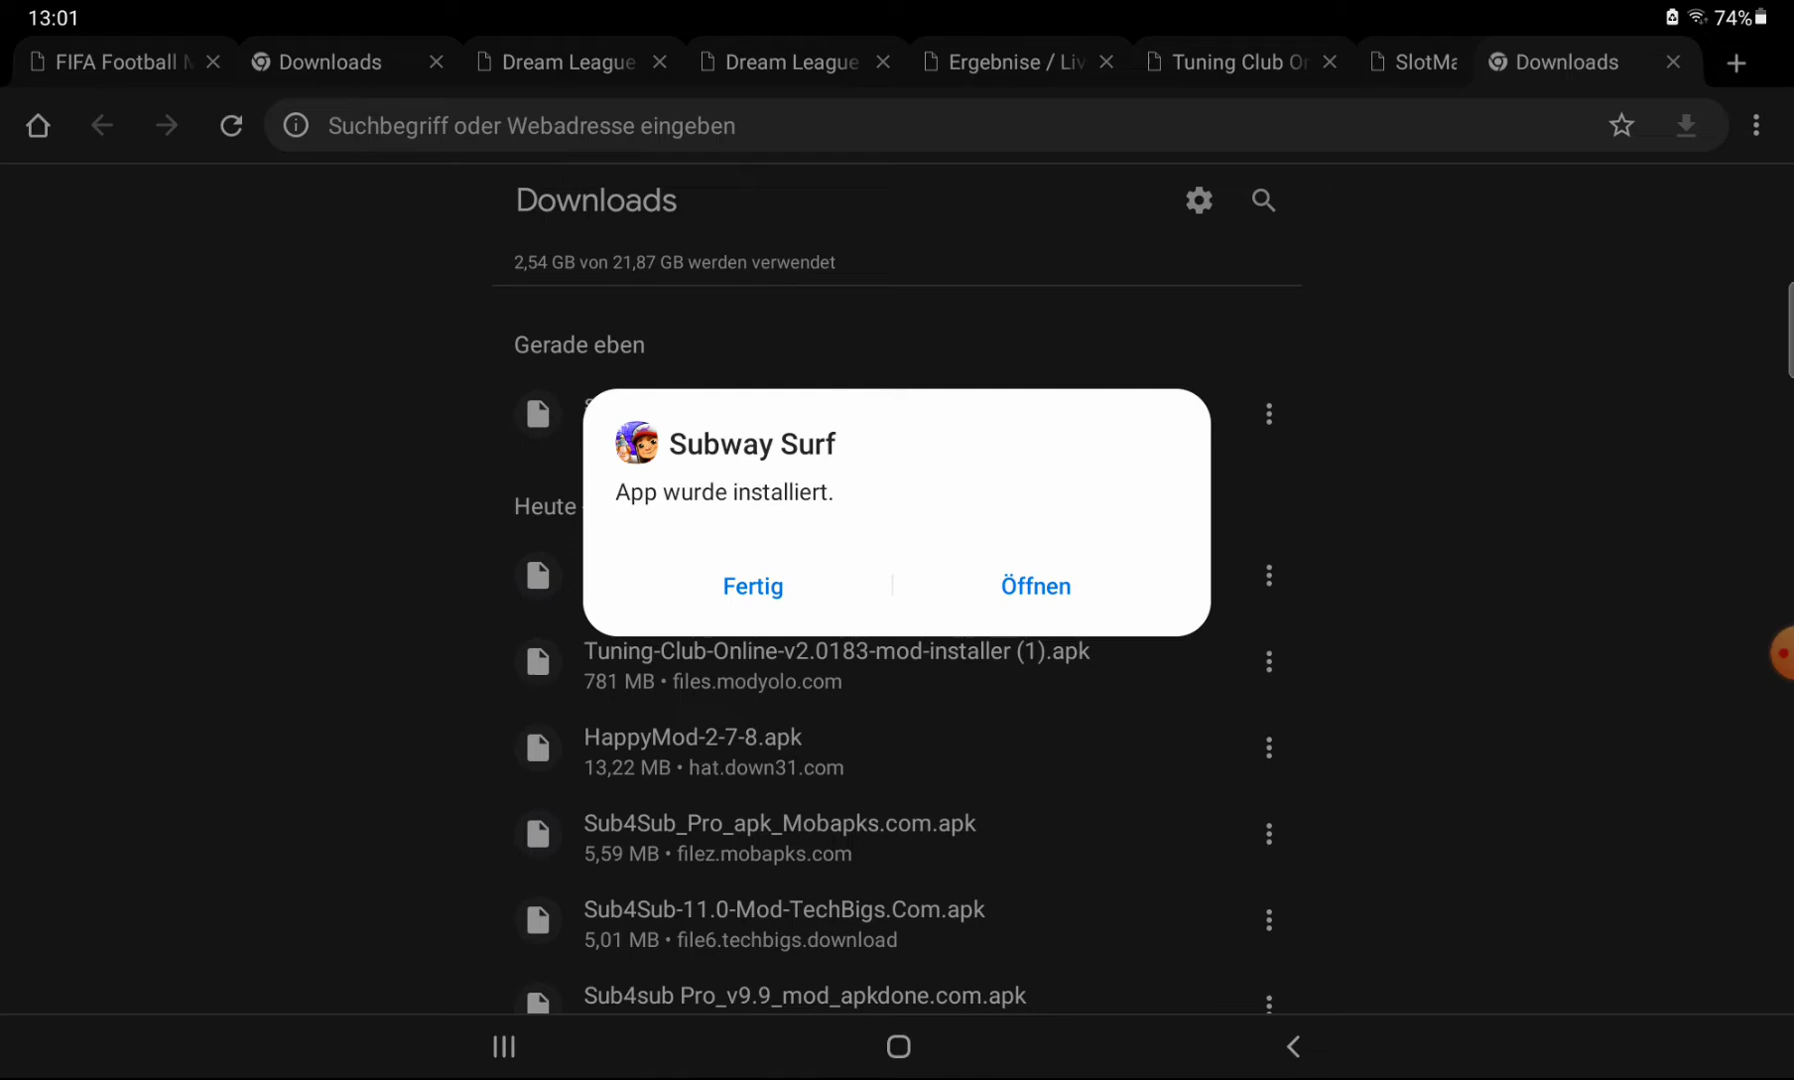 13:01
74%
FIFA Football
Downloads
Dream League
Dream League
Ergebnise / Liv
Tuning Club Or
SlotMa
Downloads
Suchbegriff oder Webadresse eingeben
Downloads
2,54 GB von 21,87 GB werden verwendet
Gerade eben
Subway Surf
App wurde installiert.
Heute
Fertig
Öffnen
Tuning-Club-Online-v2.0183-mod-installer (1).apk
781 MB • files.modyolo.com
HappyMod-2-7-8.apk
13,22 MB • hat.down31.com
Sub4Sub_Pro_apk_Mobapks.com.apk
5,59 MB • filez.mobapks.com
Sub4Sub-11.0-Mod-TechBigs.Com.apk
5,01 MB • file6.techbigs.download
Sub4sub Pro_v9.9_mod_apkdone.com.apk